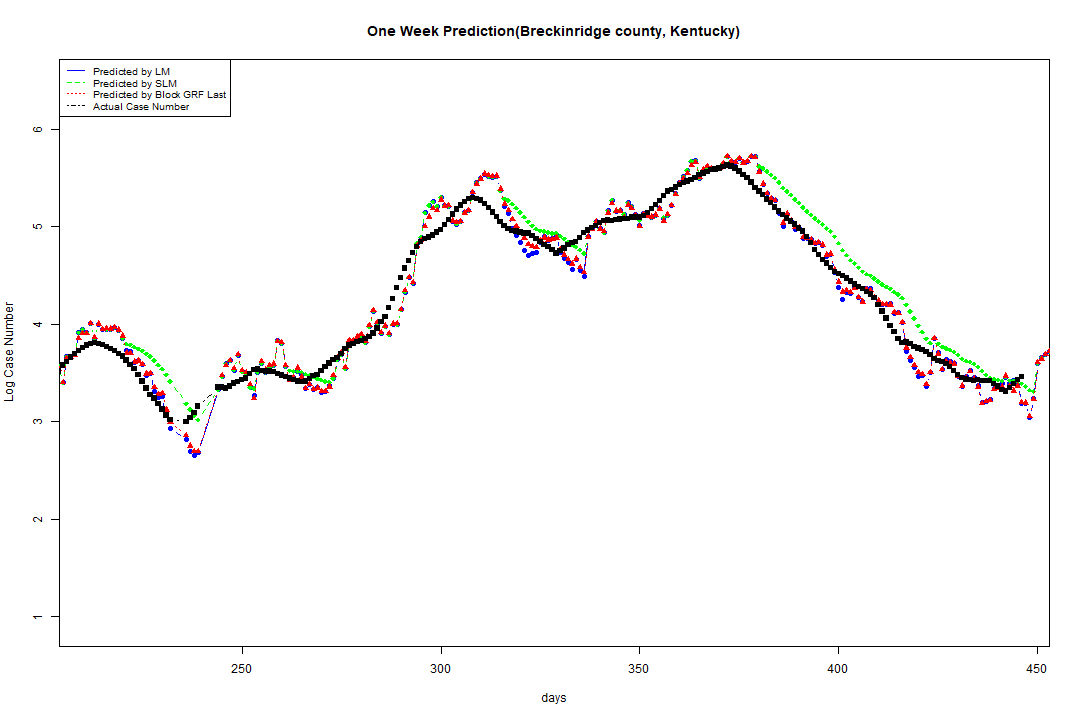 One Week Prediction(Breckinridge county, Kentucky)
Predicted by LM
Predicted by SLM
Predicted by Block GRF Last
Actual Case Number
Log Case Number
6
5
4
3
2
1
250 300 350 400 450
days